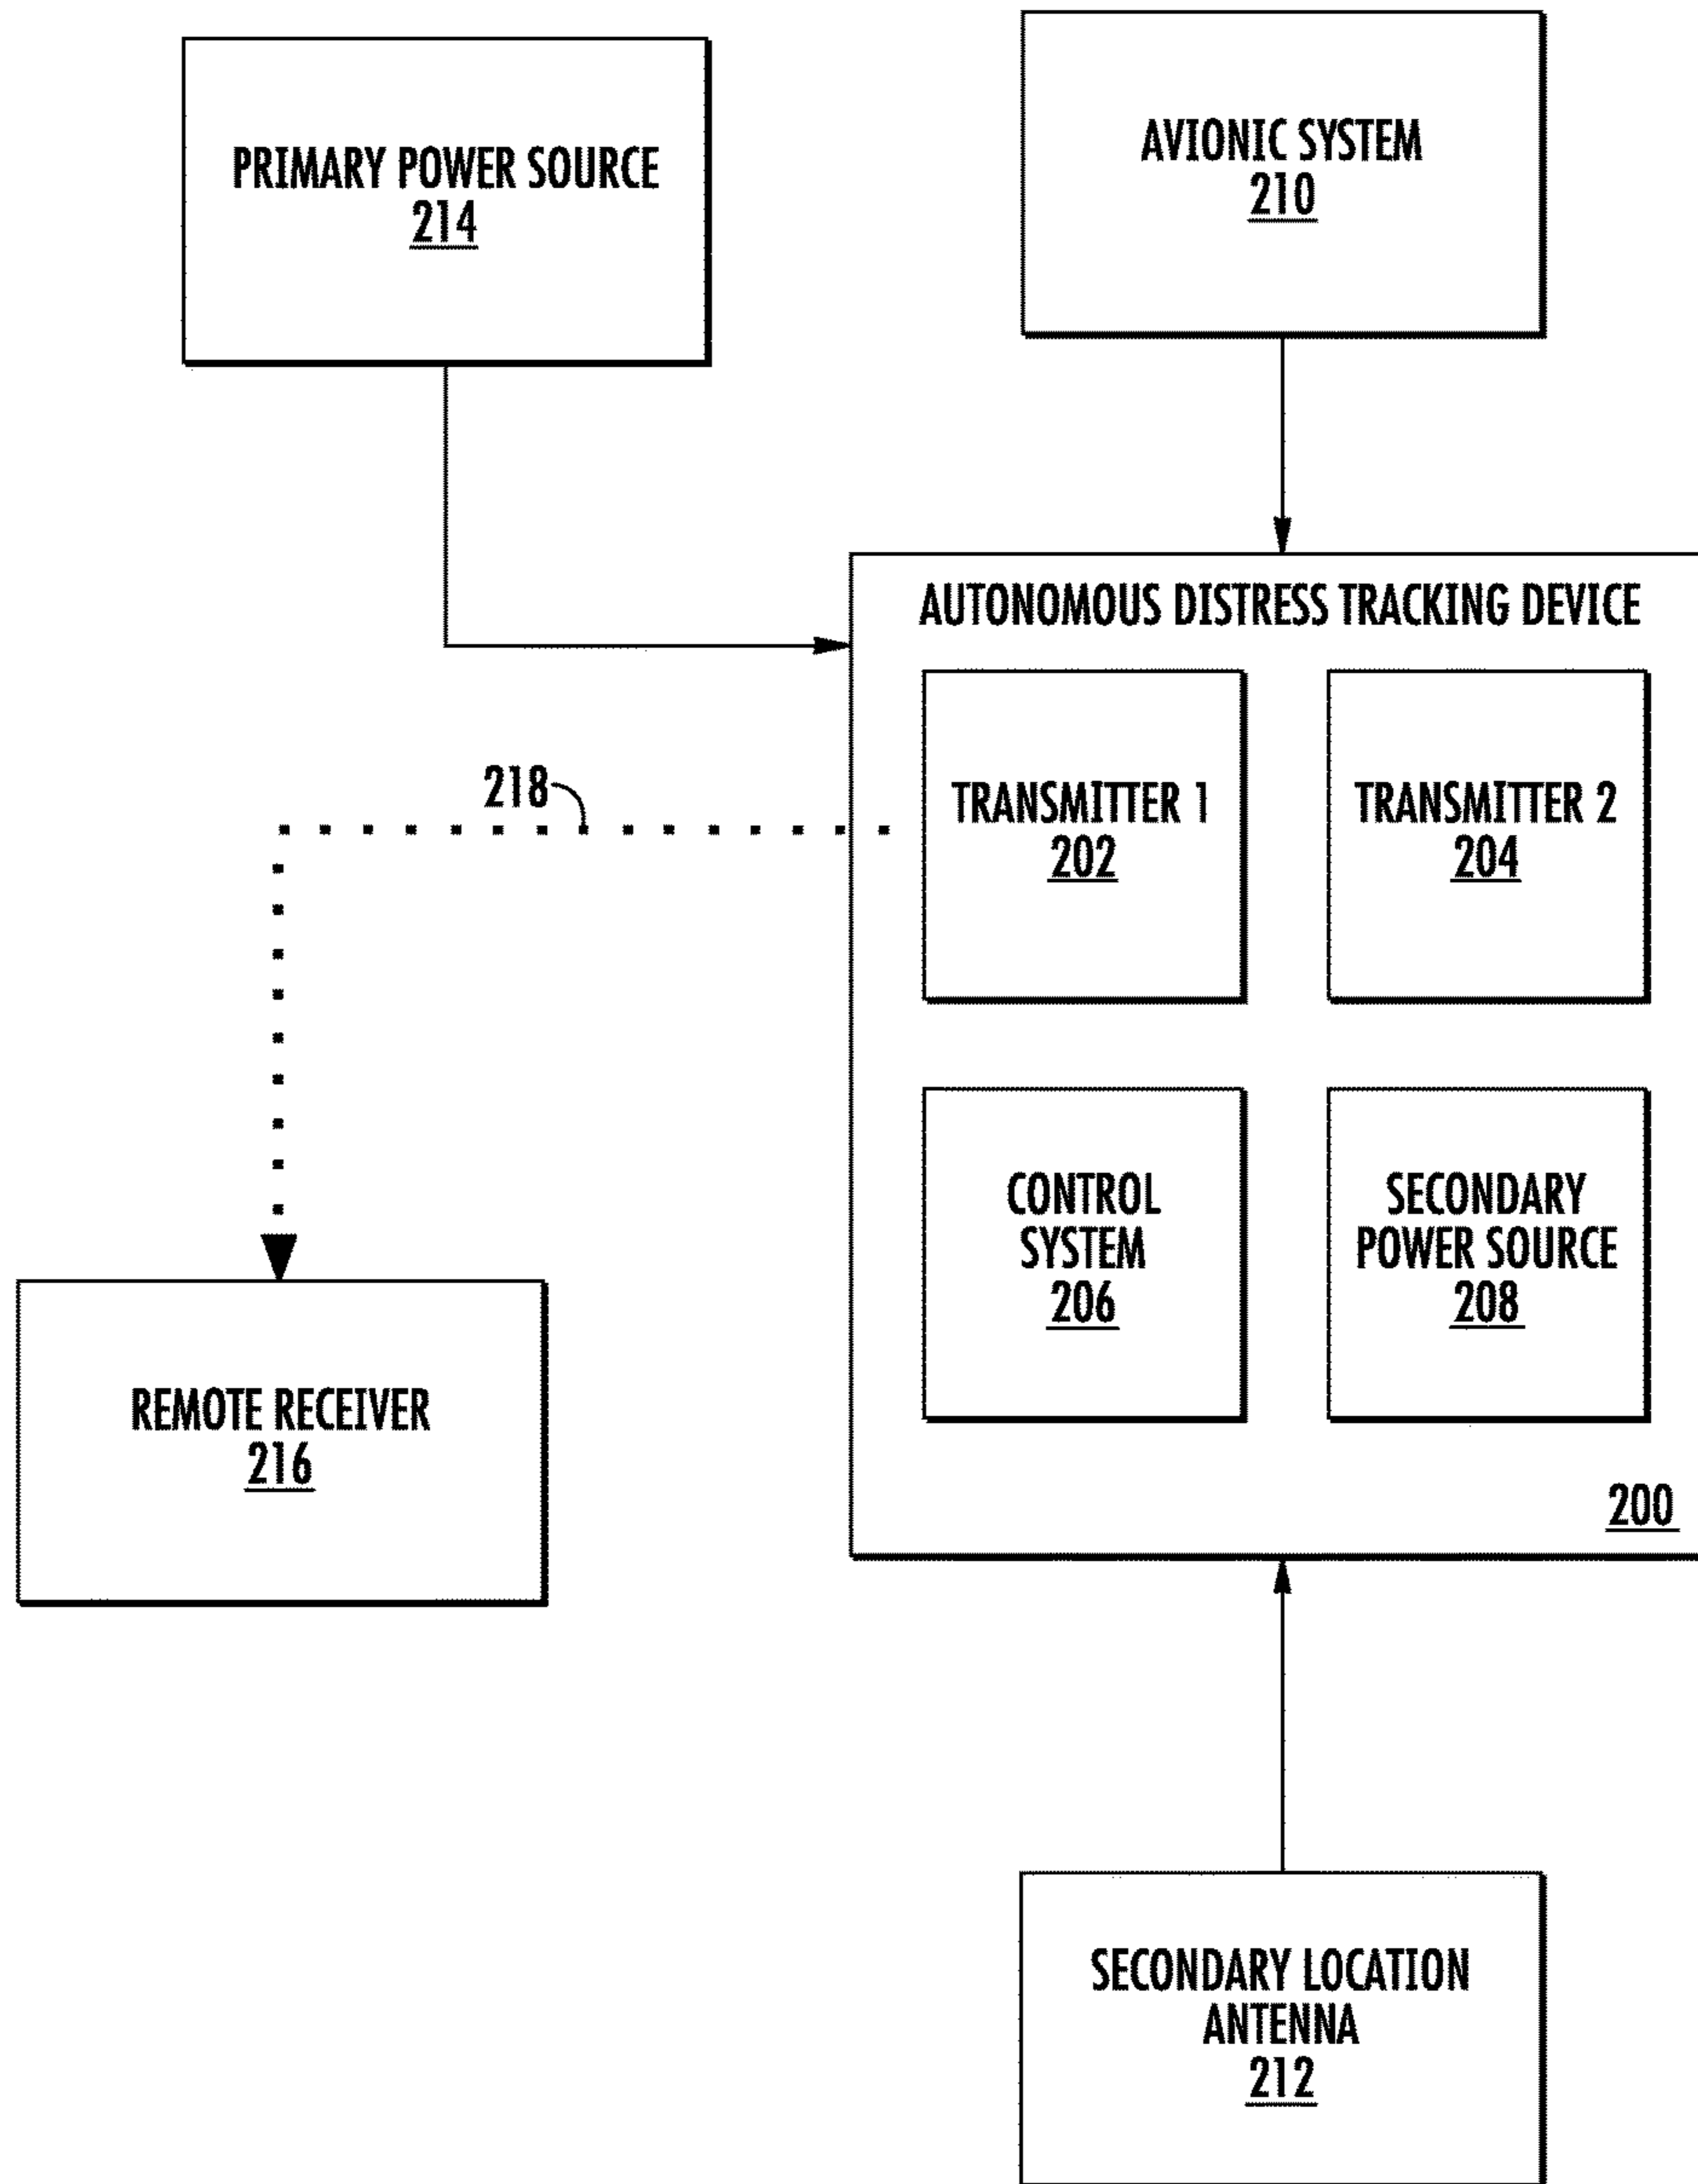 PRIMARY POWER SOURCE
214
AVIONIC SYSTEM
210
AUTONOMOUS DISTRESS TRACKING DEVICE
TRANSMITTER 1
202
TRANSMITTER 2
204
218
CONTROL
SYSTEM
206
SECONDARY
POWER SOURCE
208
200
REMOTE RECEIVER
216
SECONDARY LOCATION
ANTENNA
212